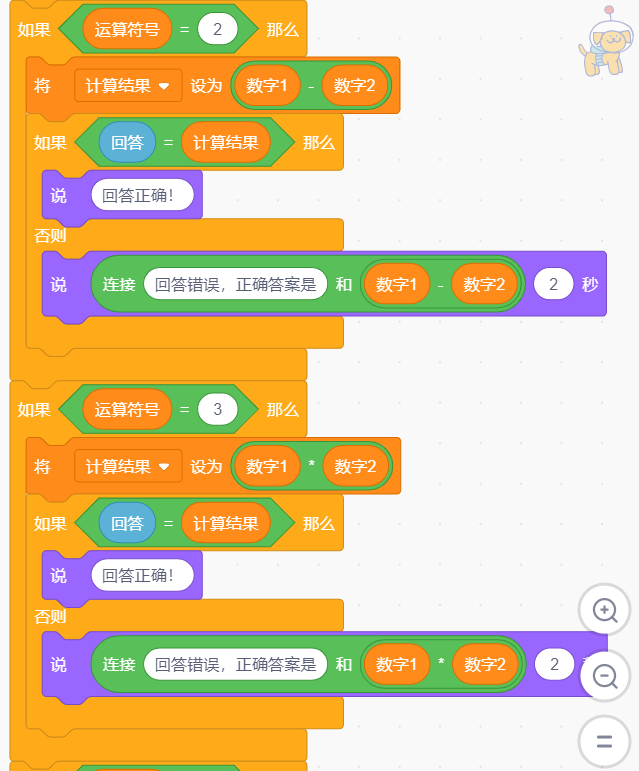 如果 运算符号 = 2 那么
将 计算结果 设为 数字1 - 数字2
如果 回答 = 计算结果 那么
说 回答正确！
否则
说 连接 回答错误，正确答案是 和 数字1 - 数字2 2 秒
如果 运算符号 = 3 那么
将 计算结果 设为 数字1 * 数字2
如果 回答 = 计算结果 那么
说 回答正确！
否则
说 连接 回答错误，正确答案是 和 数字1 * 数字2 2